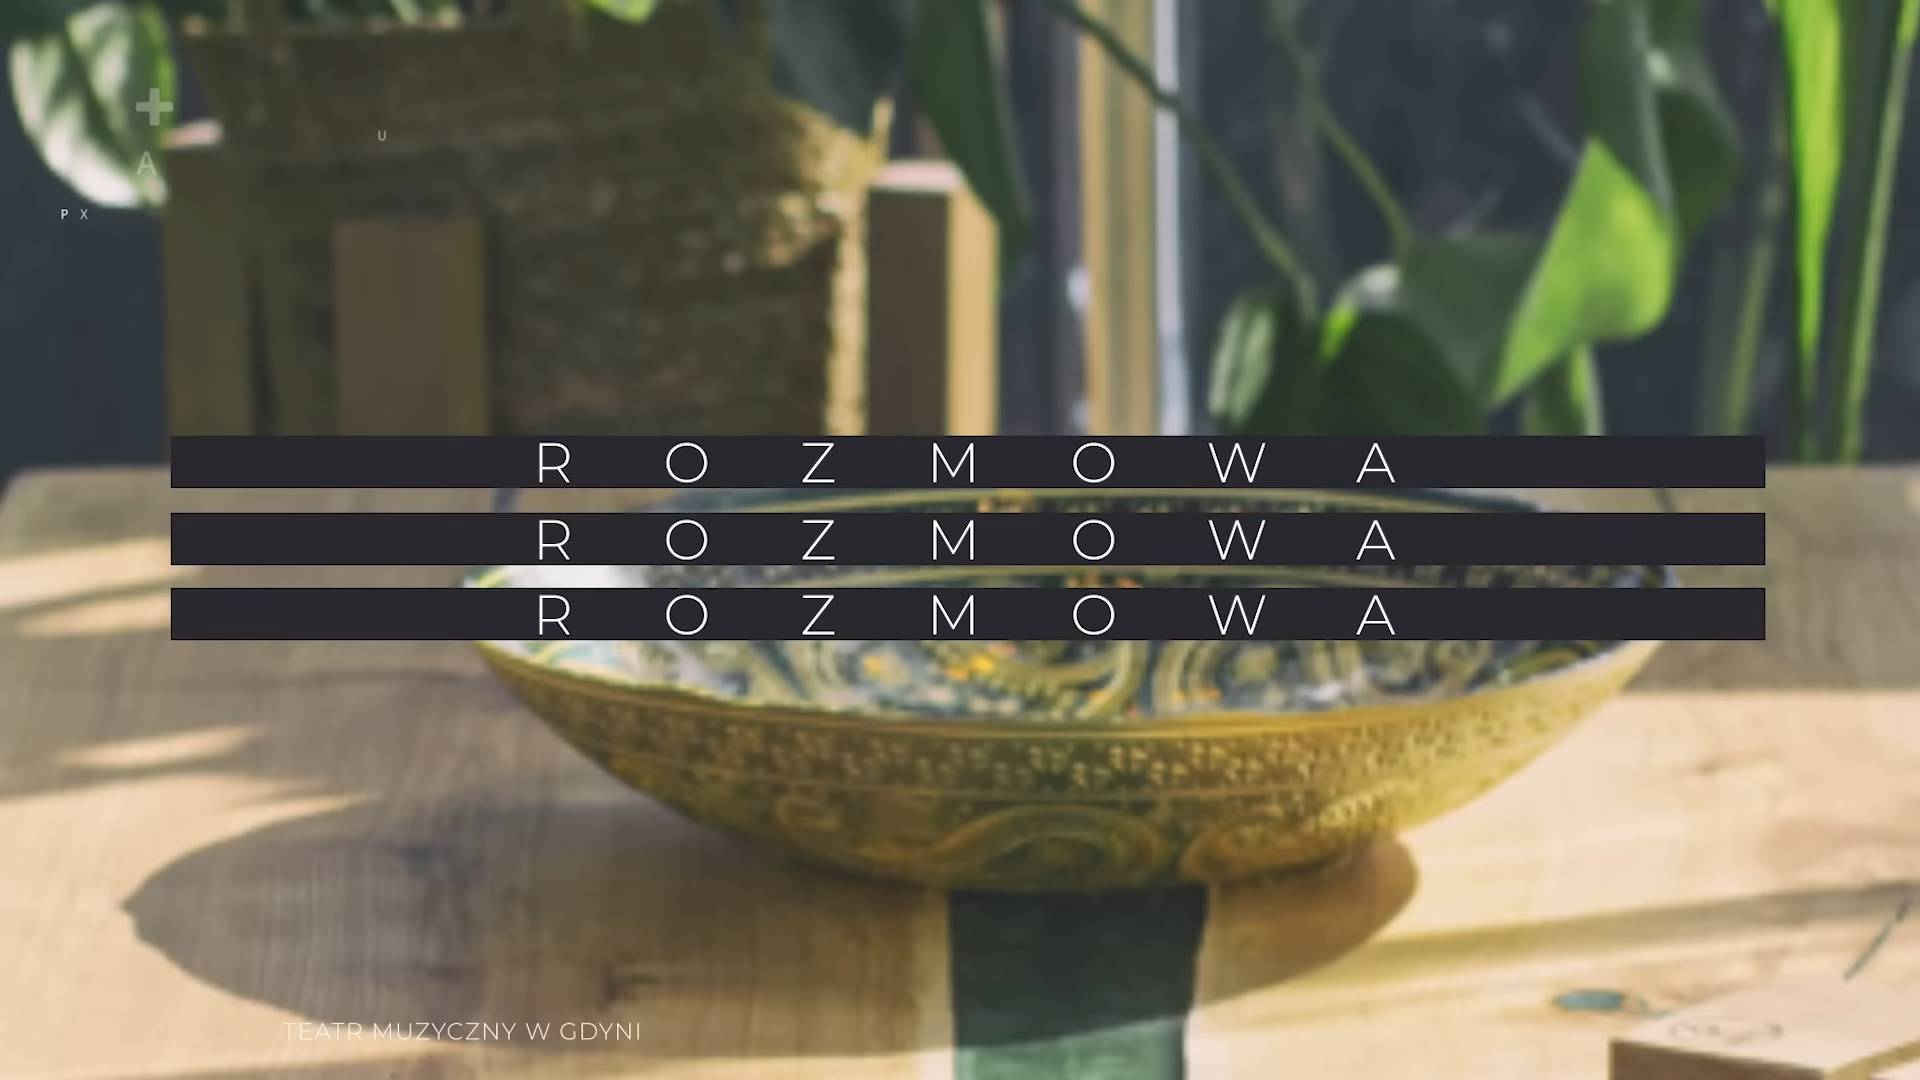 U
A
P X
R O Z M O W A
R O Z M O W A
R O Z M O W A
TEATR MUZYCZNY W GDYNI